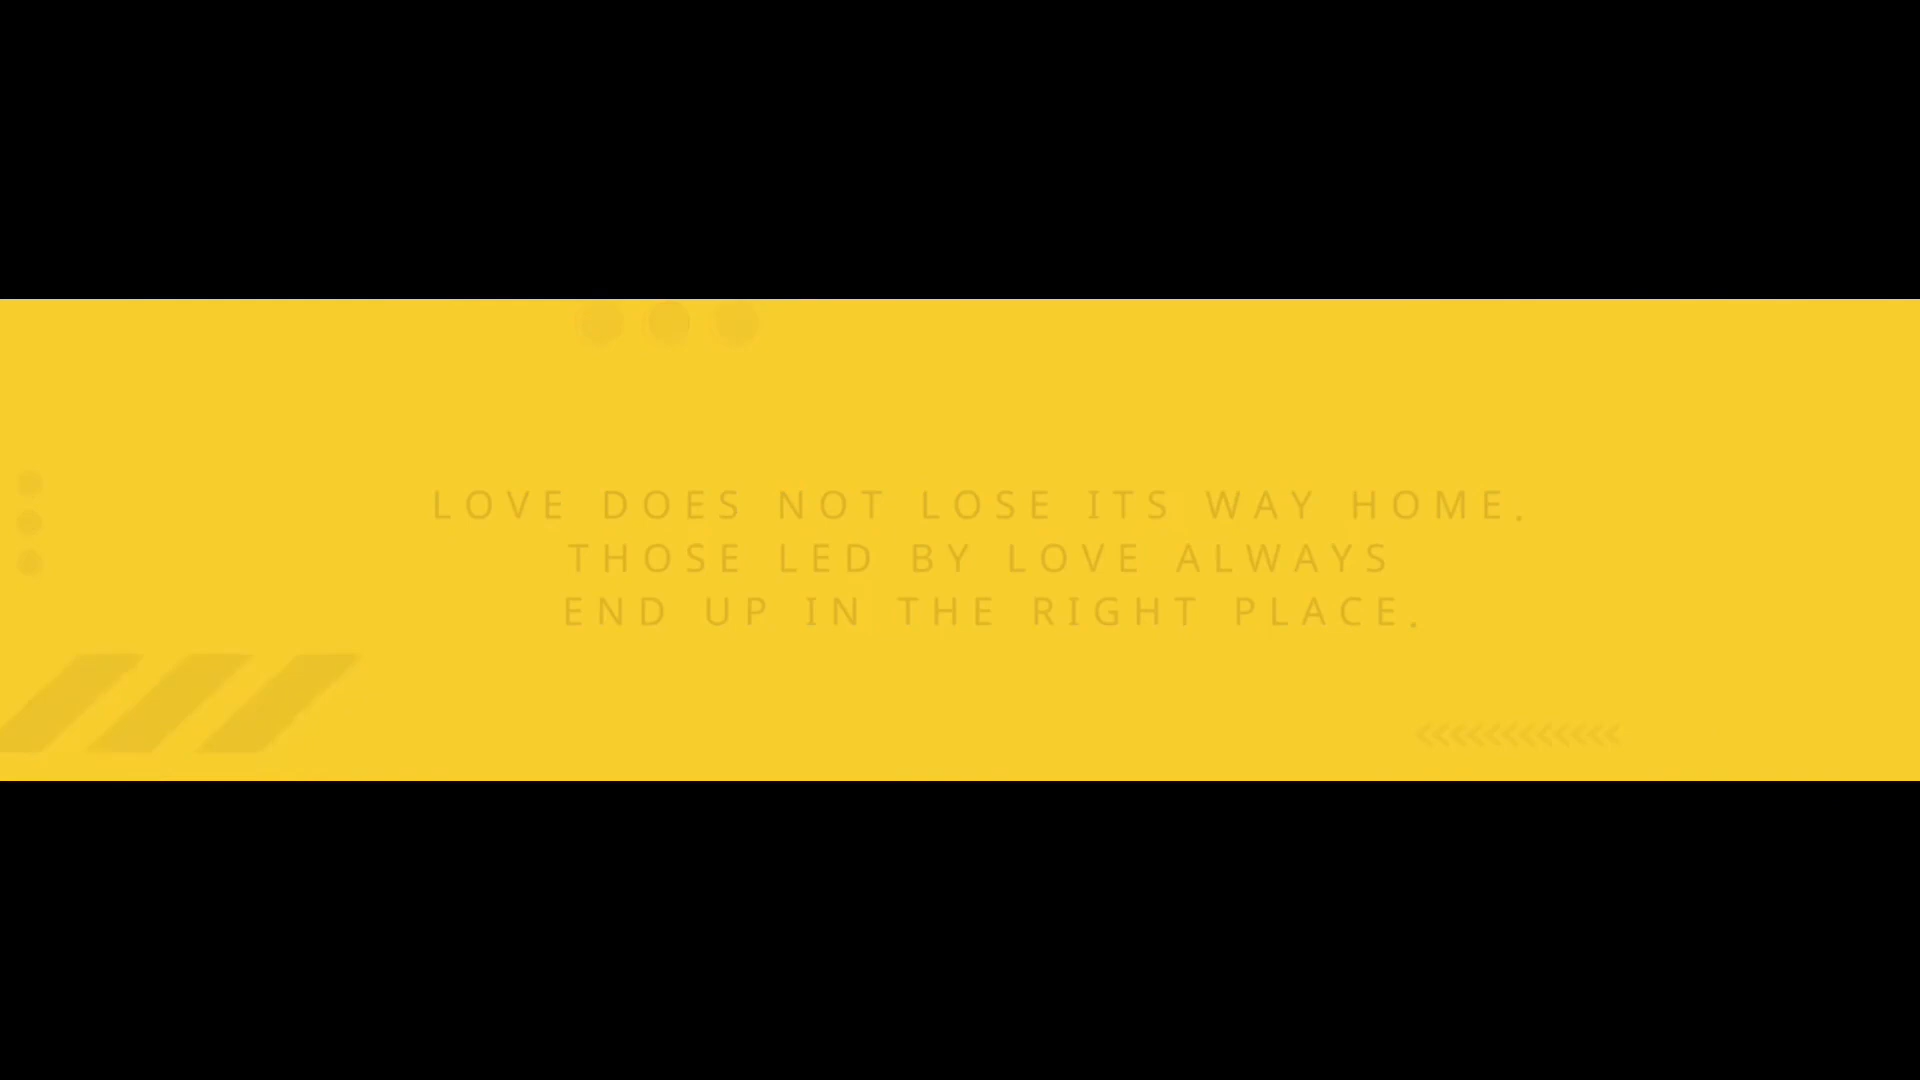 LOVE DOES NOT LOSE ITS WAY HOME.
THOSE LED BY LOVE ALWAYS
END UP IN THE RIGHT PLACE.